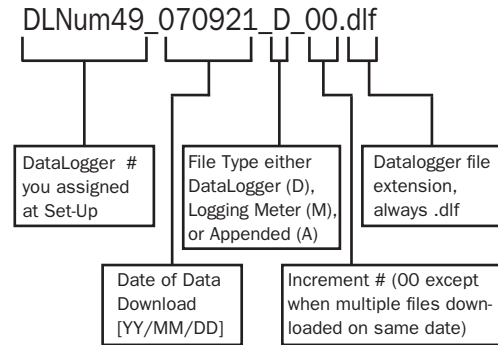 DLNum49_070921_D_00.dlf
DataLogger #
you assigned
at Set-Up
File Type either
DataLogger (D),
Logging Meter (M),
or Appended (A)
Datalogger file
extension,
always .dlf
Date of Data
Download
[YY/MM/DD]
Increment # (00 except
when multiple files down-
loaded on same date)